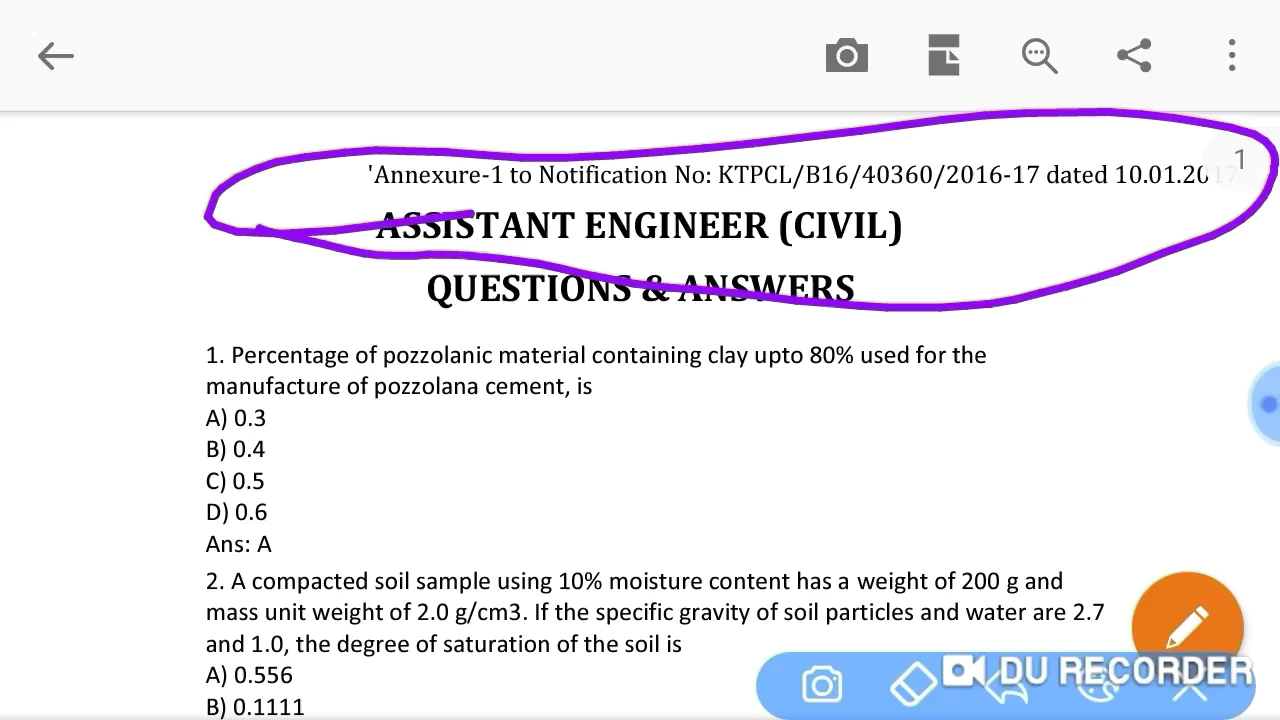 1
'Annexure-1 to Notification No: KTPCL/B16/40360/2016-17 dated 10.01.2017
ASSISTANT ENGINEER (CIVIL)
QUESTIONS & ANSWERS
1. Percentage of pozzolanic material containing clay upto 80% used for the
manufacture of pozzolana cement, is
A) 0.3
B) 0.4
C) 0.5
D) 0.6
Ans: A
2. A compacted soil sample using 10% moisture content has a weight of 200 g and
mass unit weight of 2.0 g/cm3. If the specific gravity of soil particles and water are 2.7
and 1.0, the degree of saturation of the soil is
A) 0.556
B) 0.1111
DU RECORDER